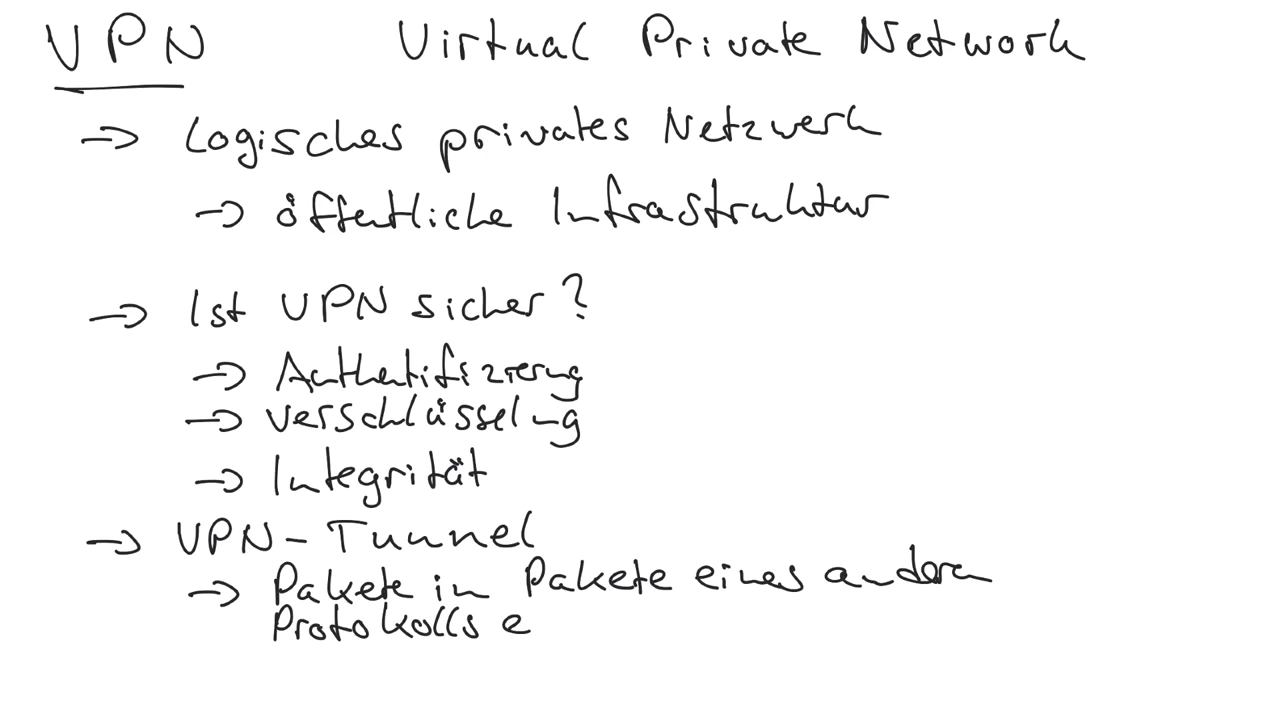 VPN Virtual Private Network
→ Logisches privates Netzwerk
→ öffentliche Infrastruktur
→ Ist VPN sicher?
→ Authentifizierung
→ Verschlüsselung
→ Integrität
→ VPN-Tunnel
→ Pakete in Pakete eines anderen
Protokolls e